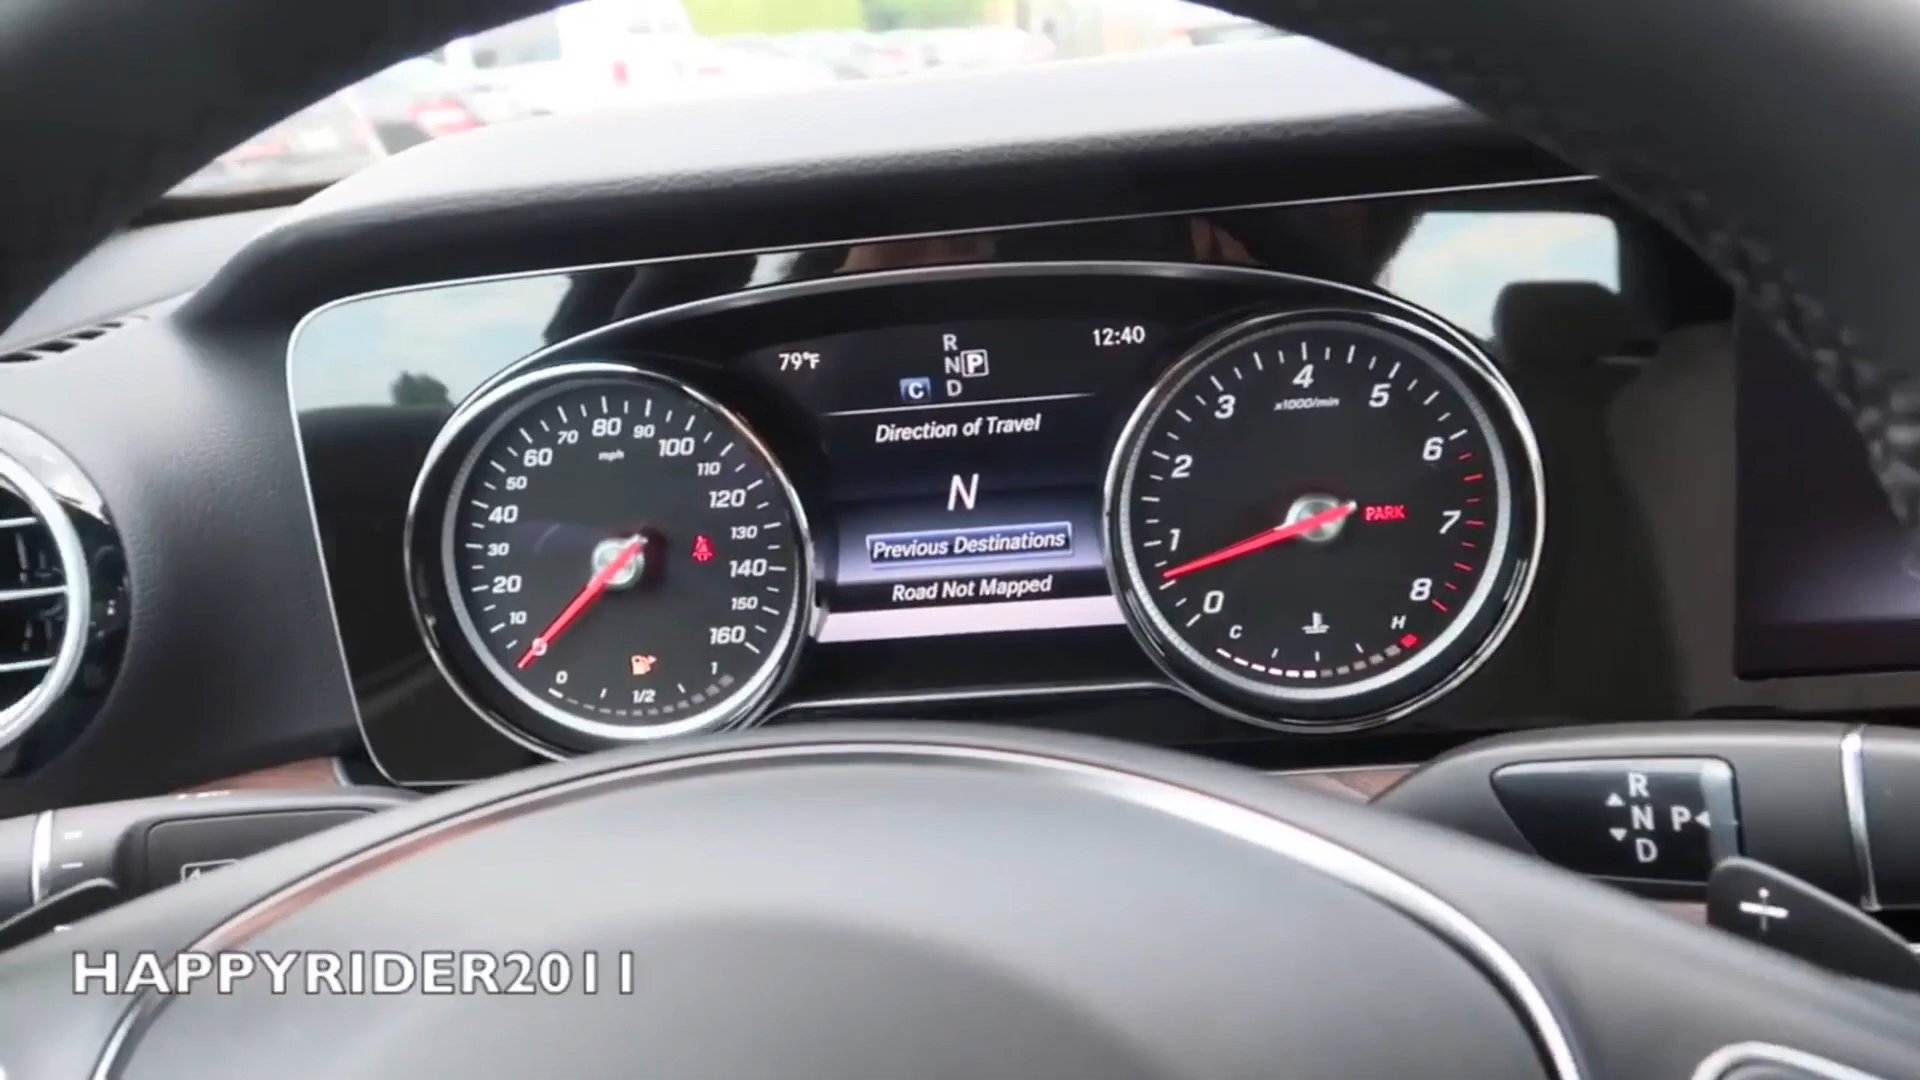 79°F
R
N P
C D
12:40
Direction of Travel
N
Previous Destinations
Road Not Mapped
10
20
30
40
50
60
70
80
90
100
110
120
130
140
150
160
mph
0
1/2
1
0
1
2
3
4
5
6
7
8
x1000/min
PARK
C
H
R
N P
D
+
HAPPYRIDER2011